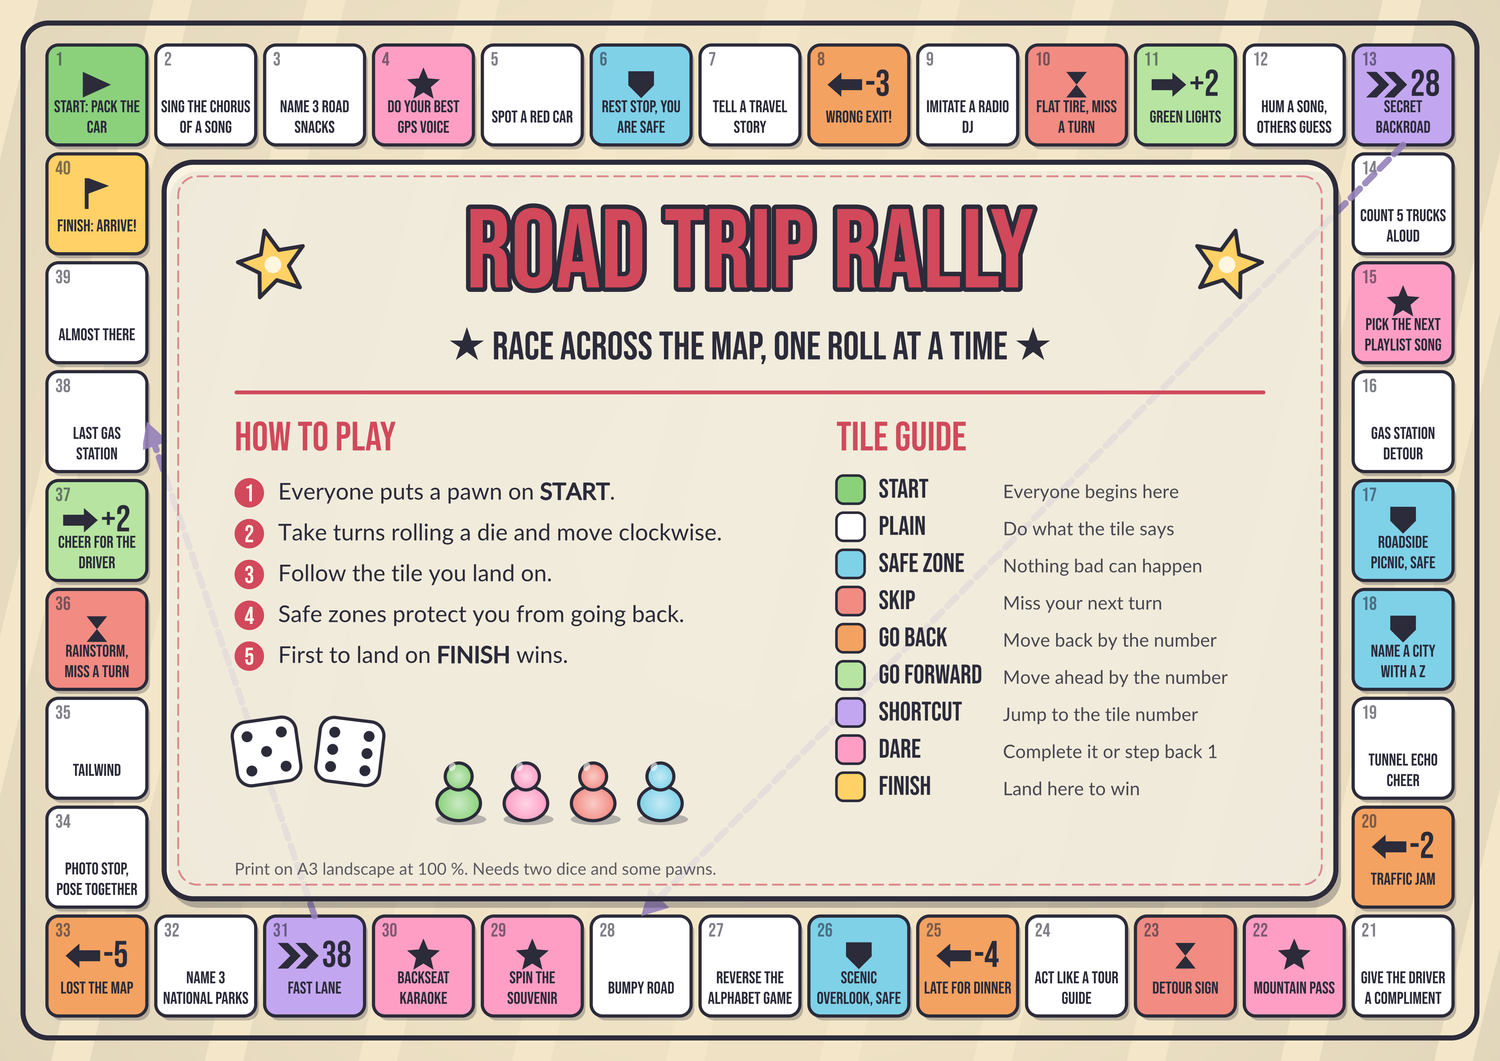 1
START: PACK THE
CAR
2
SING THE CHORUS
OF A SONG
3
NAME 3 ROAD
SNACKS
4
DO YOUR BEST
GPS VOICE
5
SPOT A RED CAR
6
REST STOP, YOU
ARE SAFE
7
TELL A TRAVEL
STORY
8
-3
WRONG EXIT!
9
IMITATE A RADIO
DJ
10
FLAT TIRE, MISS
A TURN
11
+2
GREEN LIGHTS
12
HUM A SONG,
OTHERS GUESS
13
28
SECRET
BACKROAD
14
COUNT 5 TRUCKS
ALOUD
15
PICK THE NEXT
PLAYLIST SONG
16
GAS STATION
DETOUR
17
ROADSIDE
PICNIC, SAFE
18
NAME A CITY
WITH A Z
19
TUNNEL ECHO
CHEER
20
-2
TRAFFIC JAM
21
GIVE THE DRIVER
A COMPLIMENT
22
MOUNTAIN PASS
23
DETOUR SIGN
24
ACT LIKE A TOUR
GUIDE
25
-4
LATE FOR DINNER
26
SCENIC
OVERLOOK, SAFE
27
REVERSE THE
ALPHABET GAME
28
BUMPY ROAD
29
SPIN THE
SOUVENIR
30
BACKSEAT
KARAOKE
31
38
FAST LANE
32
NAME 3
NATIONAL PARKS
33
-5
LOST THE MAP
34
PHOTO STOP,
POSE TOGETHER
35
TAILWIND
36
RAINSTORM,
MISS A TURN
37
+2
CHEER FOR THE
DRIVER
38
LAST GAS
STATION
39
ALMOST THERE
40
FINISH: ARRIVE!
ROAD TRIP RALLY
★ RACE ACROSS THE MAP, ONE ROLL AT A TIME ★
HOW TO PLAY
1 Everyone puts a pawn on START.
2 Take turns rolling a die and move clockwise.
3 Follow the tile you land on.
4 Safe zones protect you from going back.
5 First to land on FINISH wins.
TILE GUIDE
START Everyone begins here
PLAIN Do what the tile says
SAFE ZONE Nothing bad can happen
SKIP Miss your next turn
GO BACK Move back by the number
GO FORWARD Move ahead by the number
SHORTCUT Jump to the tile number
DARE Complete it or step back 1
FINISH Land here to win
Print on A3 landscape at 100 %. Needs two dice and some pawns.